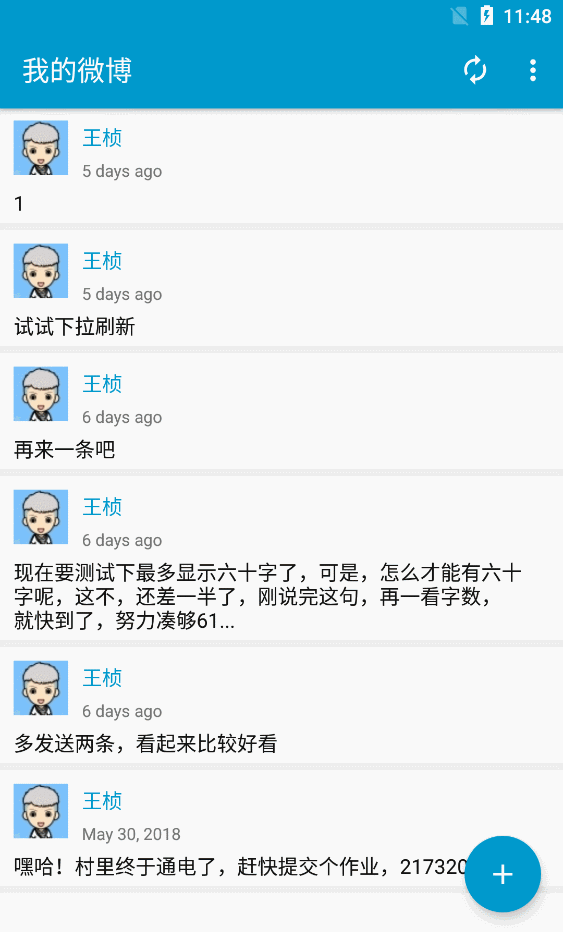 11:48
我的微博
王桢
5 days ago
1
王桢
5 days ago
试试下拉刷新
王桢
6 days ago
再来一条吧
王桢
6 days ago
现在要测试下最多显示六十字了，可是，怎么才能有六十
字呢，这不，还差一半了，刚说完这句，再一看字数，
就快到了，努力凑够61...
王桢
6 days ago
多发送两条，看起来比较好看
王桢
May 30, 2018
嘿哈！村里终于通电了，赶快提交个作业，217320